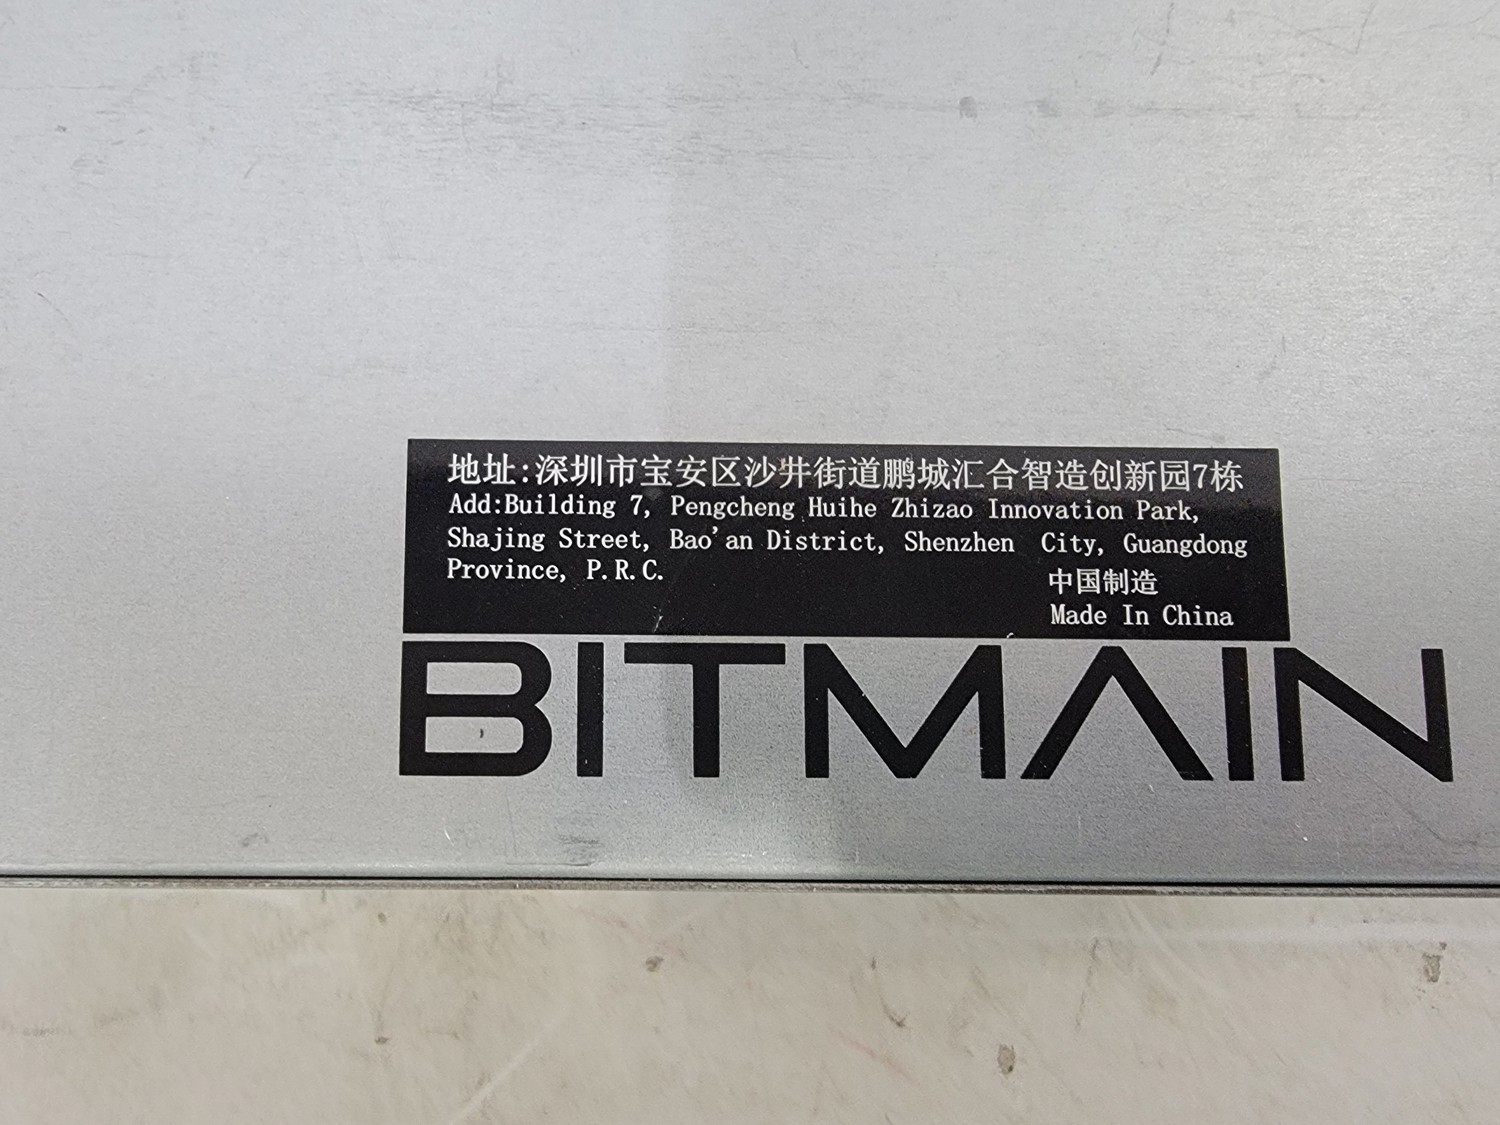 地址:深圳市宝安区沙井街道鹏城汇合智造创新园7栋
Add:Building 7, Pengcheng Huihe Zhizao Innovation Park,
Shajing Street, Bao'an District, Shenzhen City, Guangdong
Province, P.R.C.
中国制造
Made In China
BITMAIN